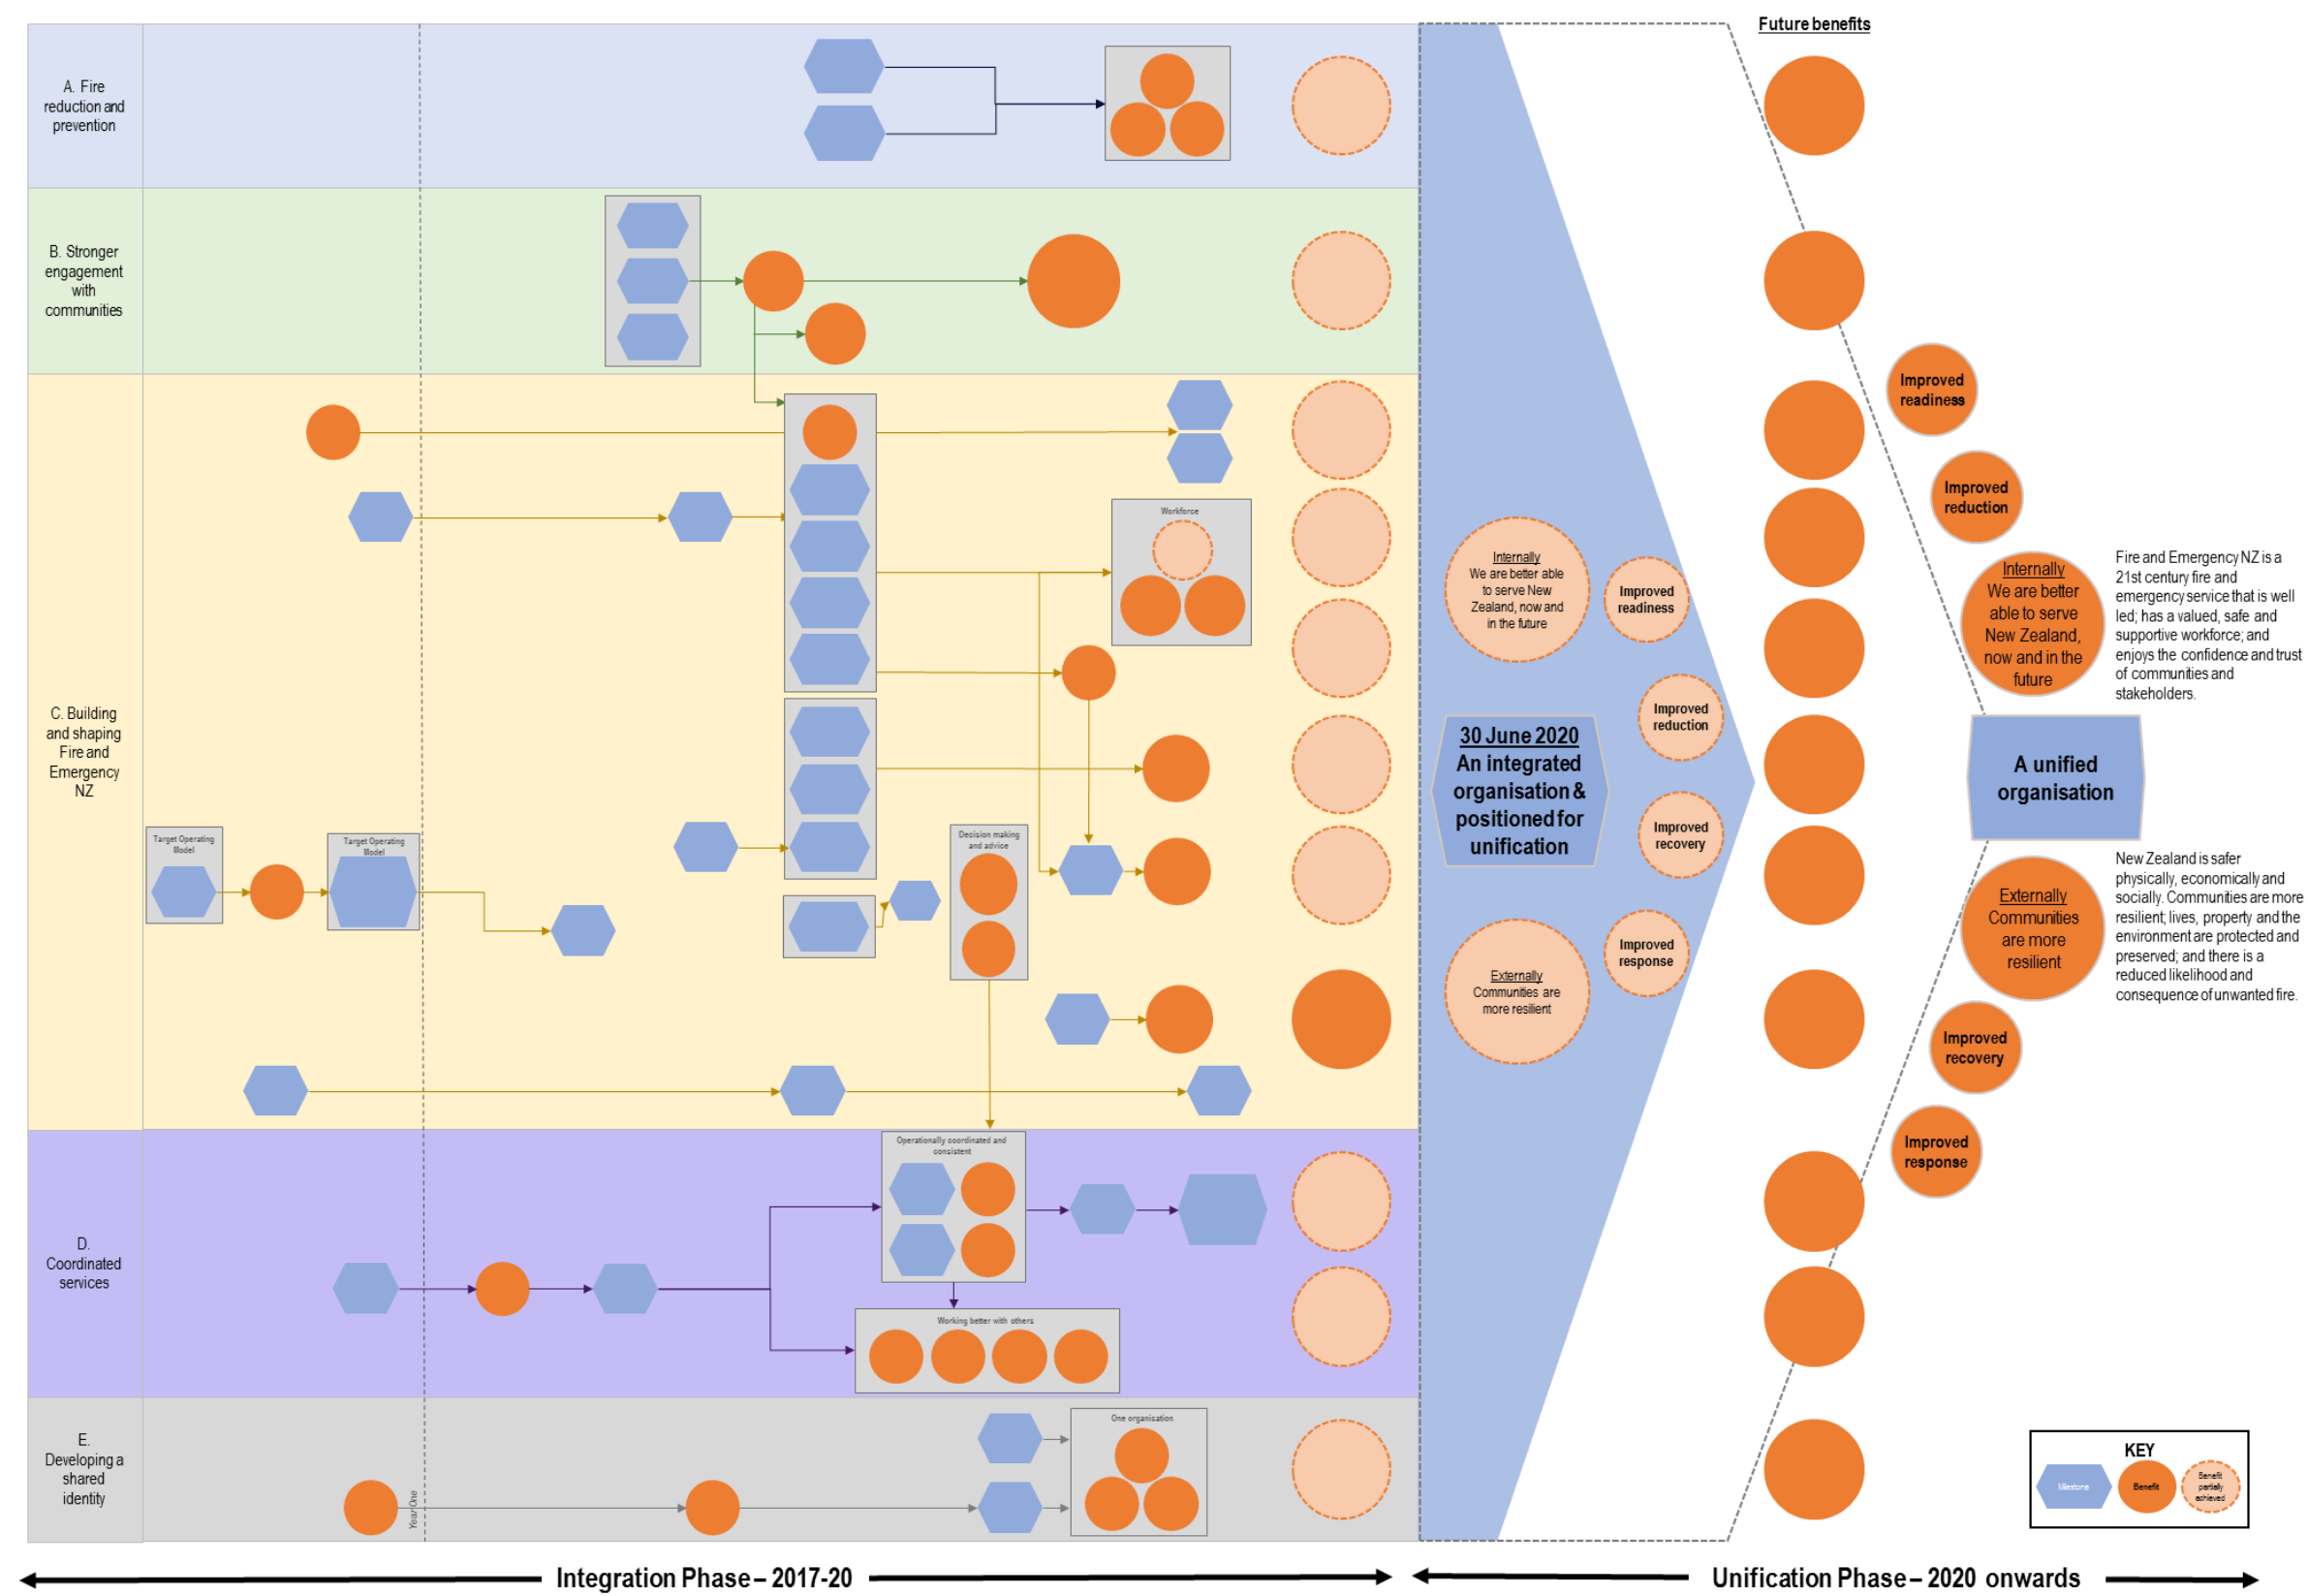 Future benefits
A. Fire
reduction and
prevention
B. Stronger
engagement
with
communities
C. Building
and shaping
Fire and
Emergency
NZ
D.
Coordinated
services
E.
Developing a
shared
identity
Target Operating
Model
Target Operating
Model
Workforce
Decision making
and advice
Operationally coordinated and
consistent
Working better with others
One organisation
Year One
Internally
We are better able
to serve New
Zealand, now and
in the future
Improved
readiness
Improved
reduction
30 June 2020
An integrated
organisation &
positioned for
unification
Improved
recovery
Improved
response
Externally
Communities are
more resilient
Improved
readiness
Improved
reduction
Internally
We are better
able to serve
New Zealand,
now and in the
future
Fire and Emergency NZ is a
21st century fire and
emergency service that is well
led; has a valued, safe and
supportive workforce; and
enjoys the confidence and trust
of communities and
stakeholders.
A unified
organisation
Externally
Communities
are more
resilient
New Zealand is safer
physically, economically and
socially. Communities are more
resilient; lives, property and the
environment are protected and
preserved; and there is a
reduced likelihood and
consequence of unwanted fire.
Improved
recovery
Improved
response
KEY
Milestone
Benefit
Benefit
partially
achieved
Integration Phase – 2017-20
Unification Phase – 2020 onwards